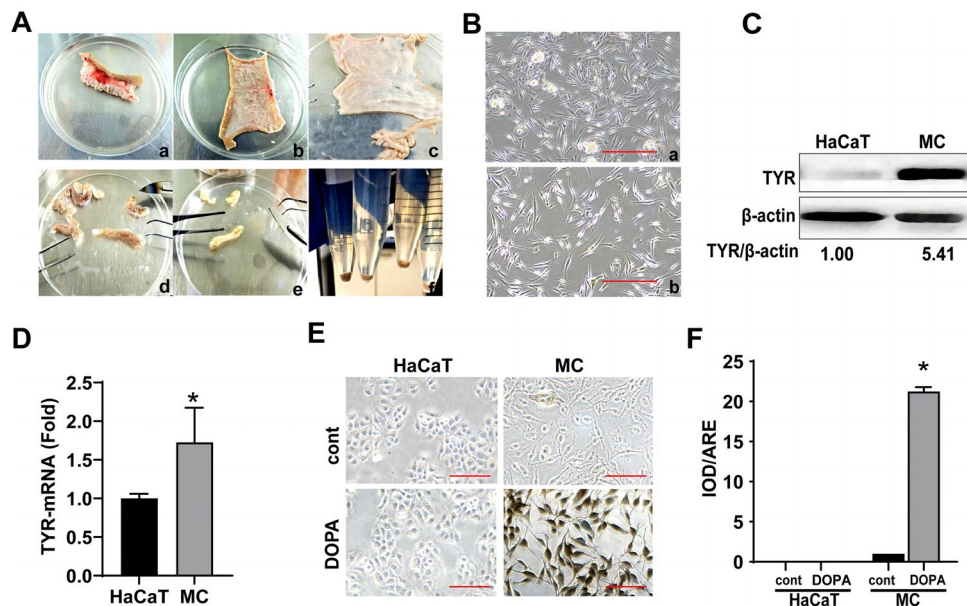 A
a
b
c
d
e
f
B
a
b
C
HaCaT MC
TYR
β-actin
TYR/β-actin 1.00 5.41
D
TYR-mRNA (Fold)
2.5
2.0
1.5
1.0
0.5
0.0
*
HaCaT MC
E
HaCaT MC
cont
DOPA
F
IOD/ARE
25
20
15
10
5
0
*
cont DOPA cont DOPA
HaCaT MC